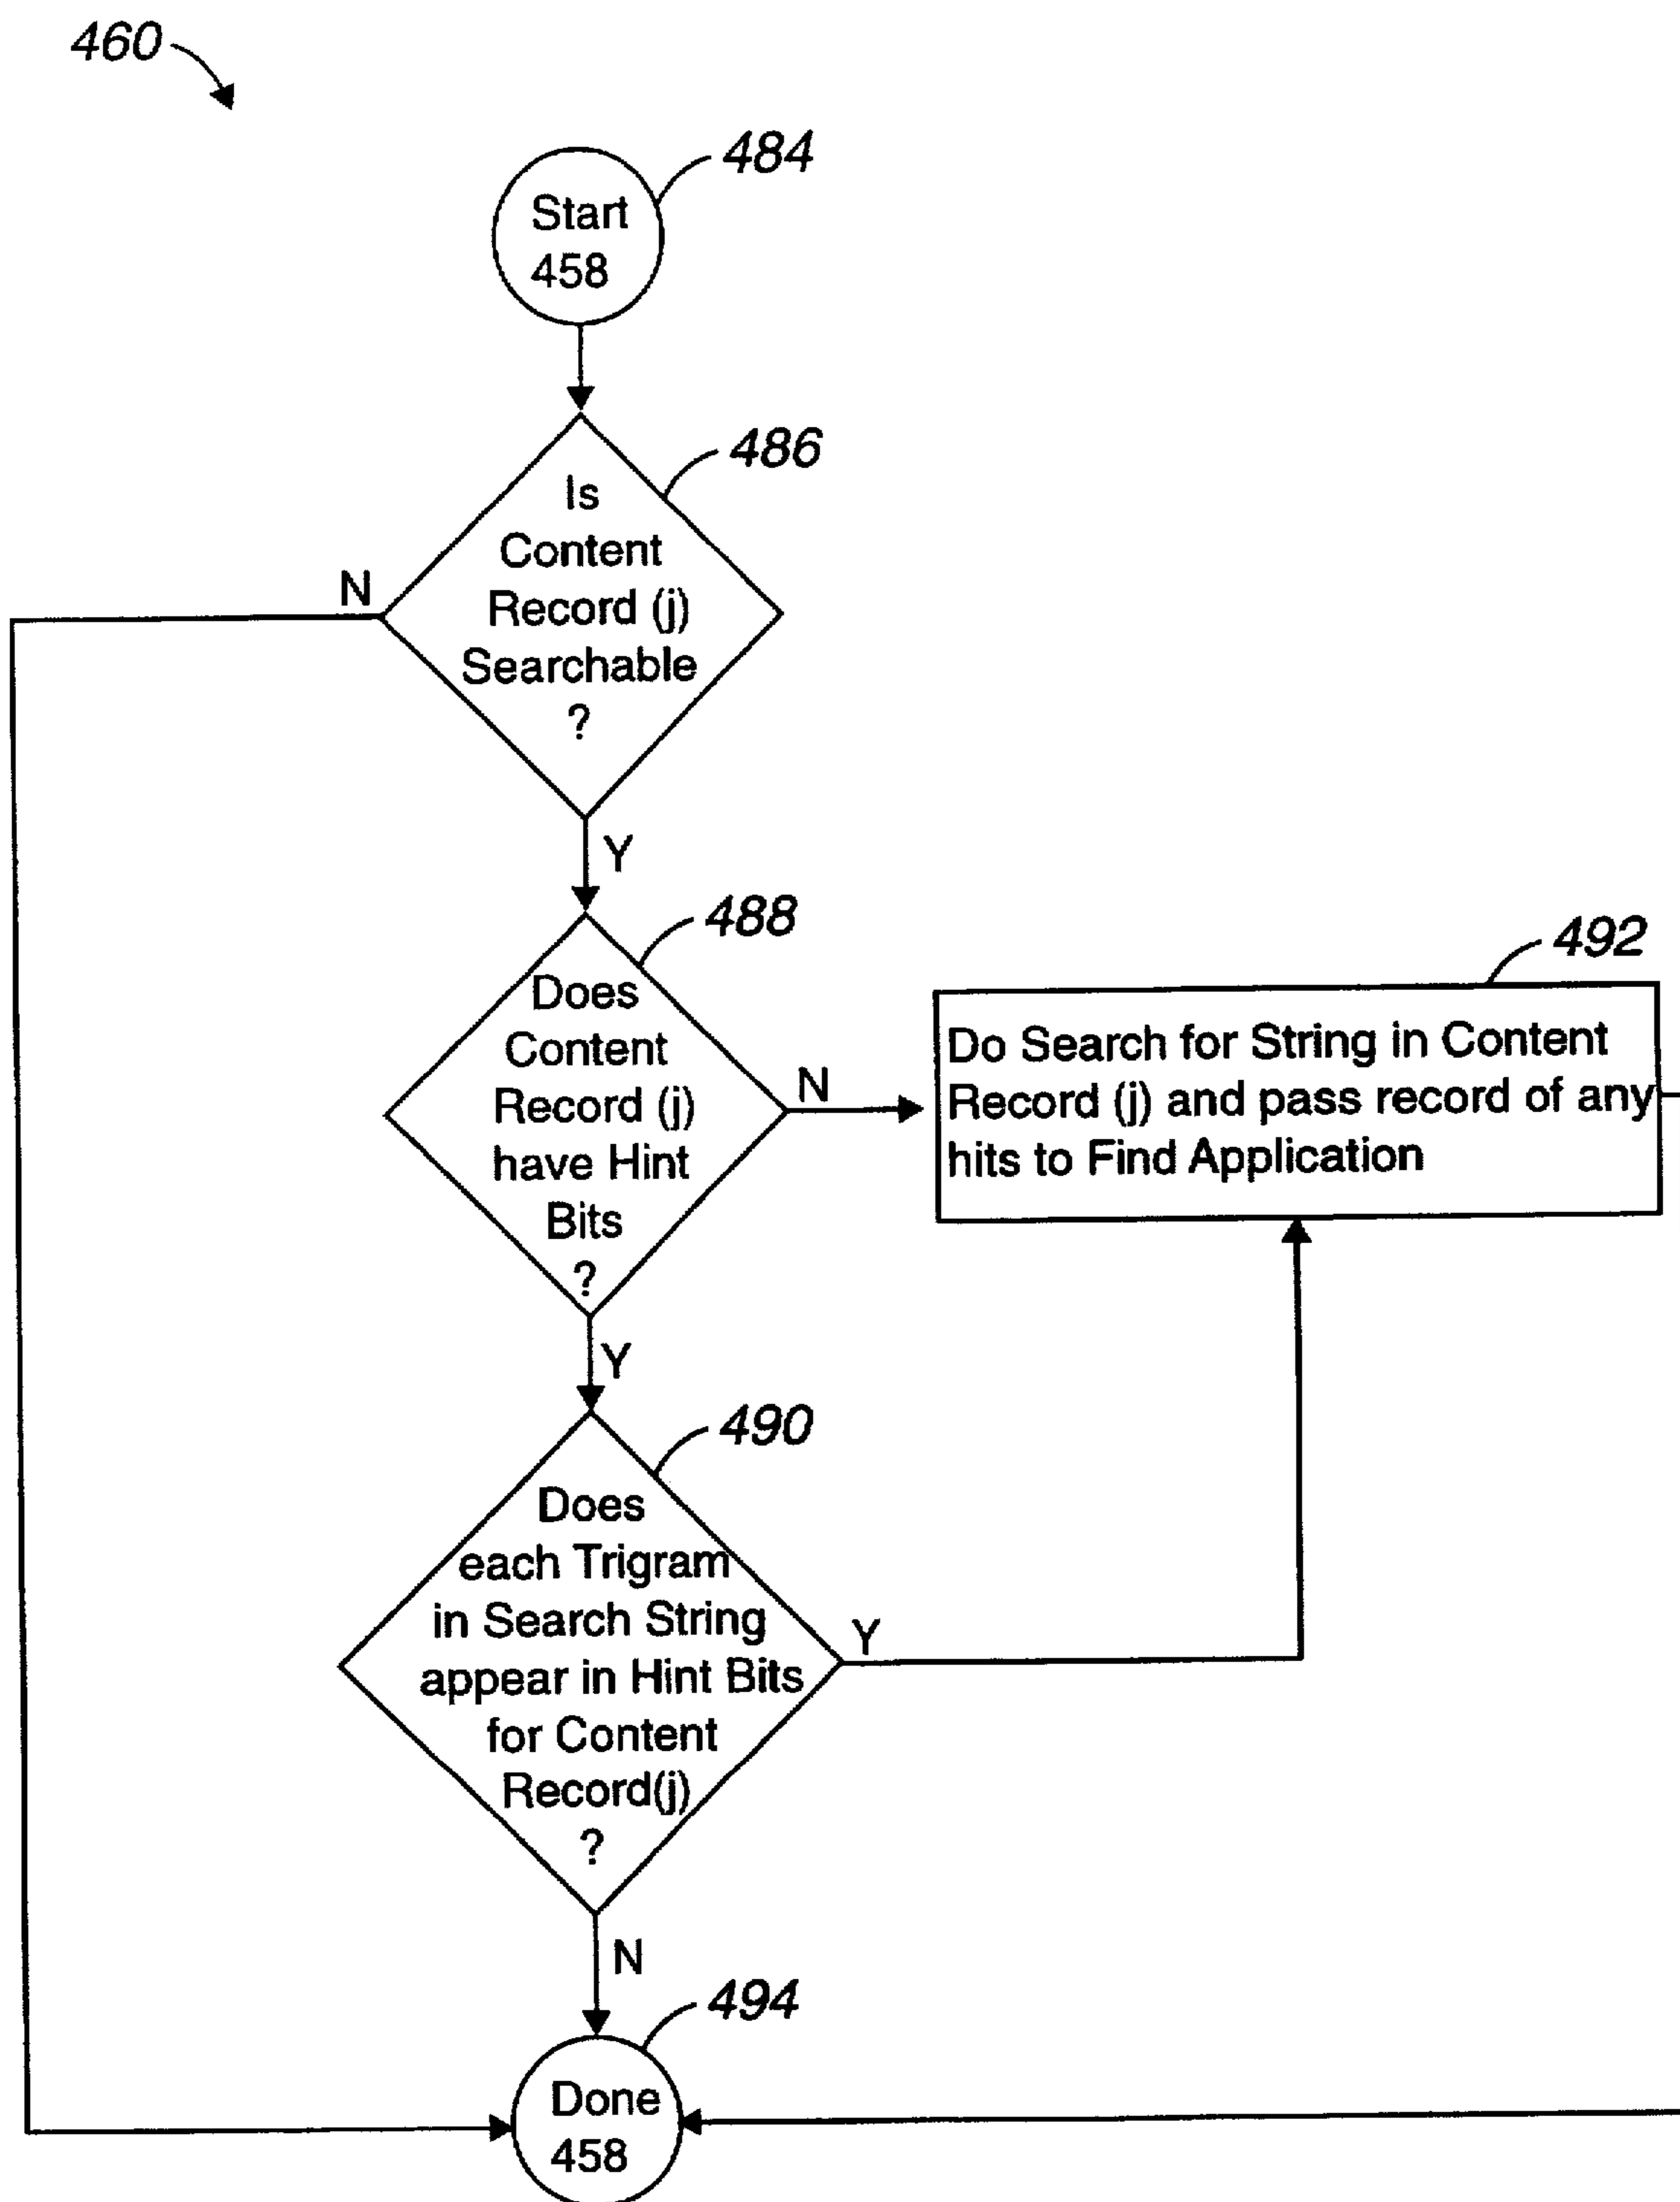 460
484
Start
458
486
Is
Content
Record (j)
Searchable
?
N
Y
488
Does
Content
Record (j)
have Hint
Bits
?
N
492
Do Search for String in Content
Record (j) and pass record of any
hits to Find Application
Y
490
Does
each Trigram
in Search String
appear in Hint Bits
for Content
Record(j)
?
Y
N
494
Done
458